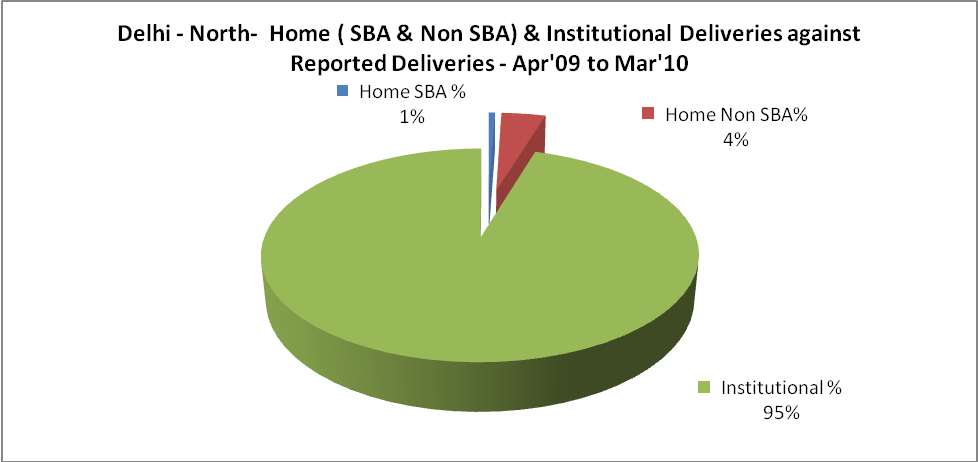 Delhi - North-  Home ( SBA & Non SBA) & Institutional Deliveries against
Reported Deliveries - Apr'09 to Mar'10
Home SBA %
1%
Home Non SBA%
4%
Institutional %
95%